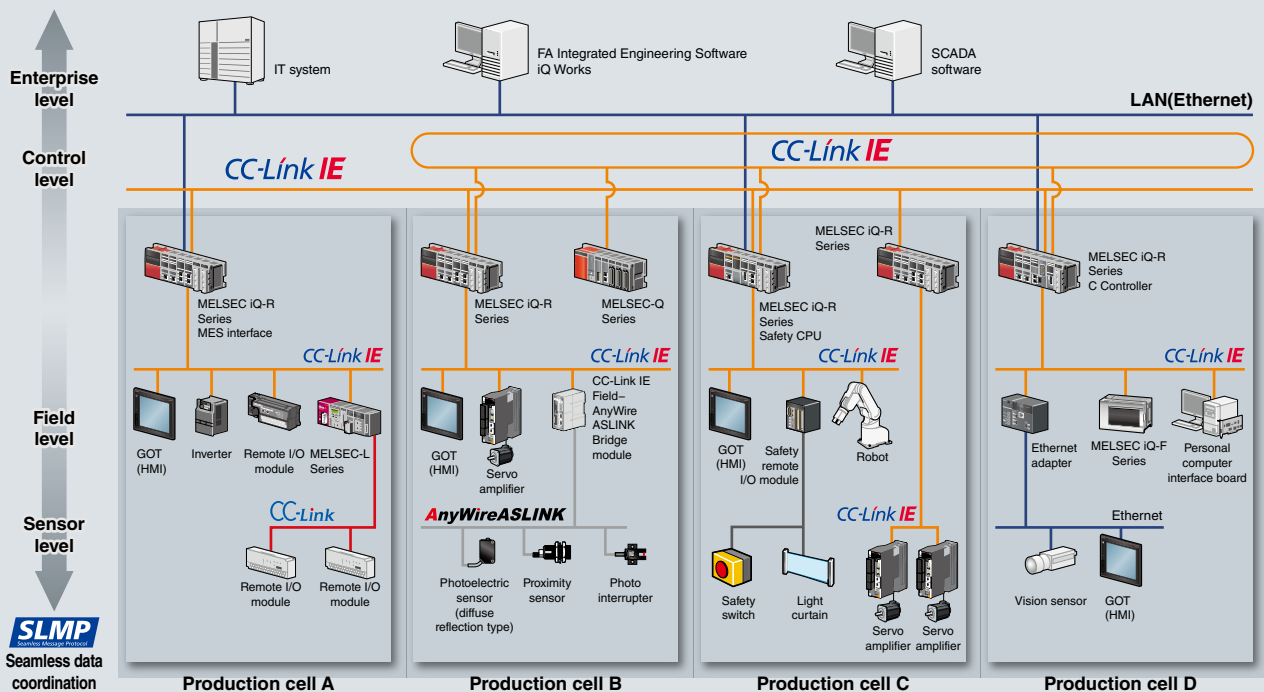 Enterprise
level
IT system
FA Integrated Engineering Software
iQ Works
SCADA
software
LAN(Ethernet)
Control
level
CC-Link IE
CC-Link IE
Field
level
Sensor
level
SLMP
Seamless Message Protocol
Seamless data
coordination
MELSEC iQ-R
Series
MES interface
CC-Link IE
GOT
(HMI)
Inverter
Remote I/O
module
MELSEC-L
Series
CC-Link
Remote I/O
module
Remote I/O
module
Production cell A
MELSEC iQ-R
Series
MELSEC-Q
Series
CC-Link IE
GOT
(HMI)
Servo
amplifier
CC-Link IE
Field–
AnyWire
ASLINK
Bridge
module
AnyWireASLINK
Photoelectric
sensor
(diffuse
reflection type)
Proximity
sensor
Photo
interrupter
Production cell B
MELSEC iQ-R
Series
MELSEC iQ-R
Series
Safety CPU
CC-Link IE
GOT
(HMI)
Safety
remote
I/O module
Robot
CC-Link IE
Safety
switch
Light
curtain
Servo
amplifier
Servo
amplifier
Production cell C
MELSEC iQ-R
Series
C Controller
CC-Link IE
Ethernet
adapter
MELSEC iQ-F
Series
Personal
computer
interface board
Ethernet
Vision sensor
GOT
(HMI)
Production cell D